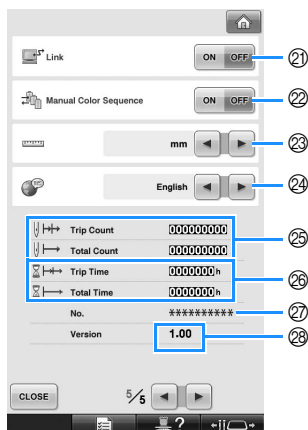 Link ON OFF ㉑
Manual Color Sequence ON OFF ㉒
mm ㉓
English ㉔
Trip Count 000000000 ㉕
Total Count 000000000
Trip Time 0000000h ㉖
Total Time 0000000h
No. ********** ㉗
Version 1.00 ㉘
CLOSE 5/5
?